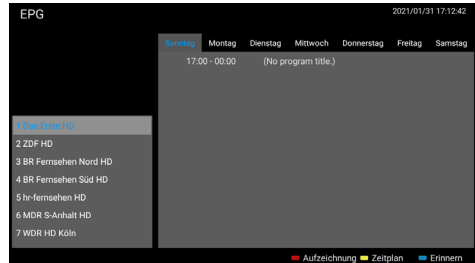 EPG
2021/01/31 17:12:42
Sonntag Montag Dienstag Mittwoch Donnerstag Freitag Samstag
17:00 - 00:00 (No program title.)
1 Das Erste HD
2 ZDF HD
3 BR Fernsehen Nord HD
4 BR Fernsehen Süd HD
5 hr-fernsehen HD
6 MDR S-Anhalt HD
7 WDR HD Köln
Aufzeichnung Zeitplan Erinnern